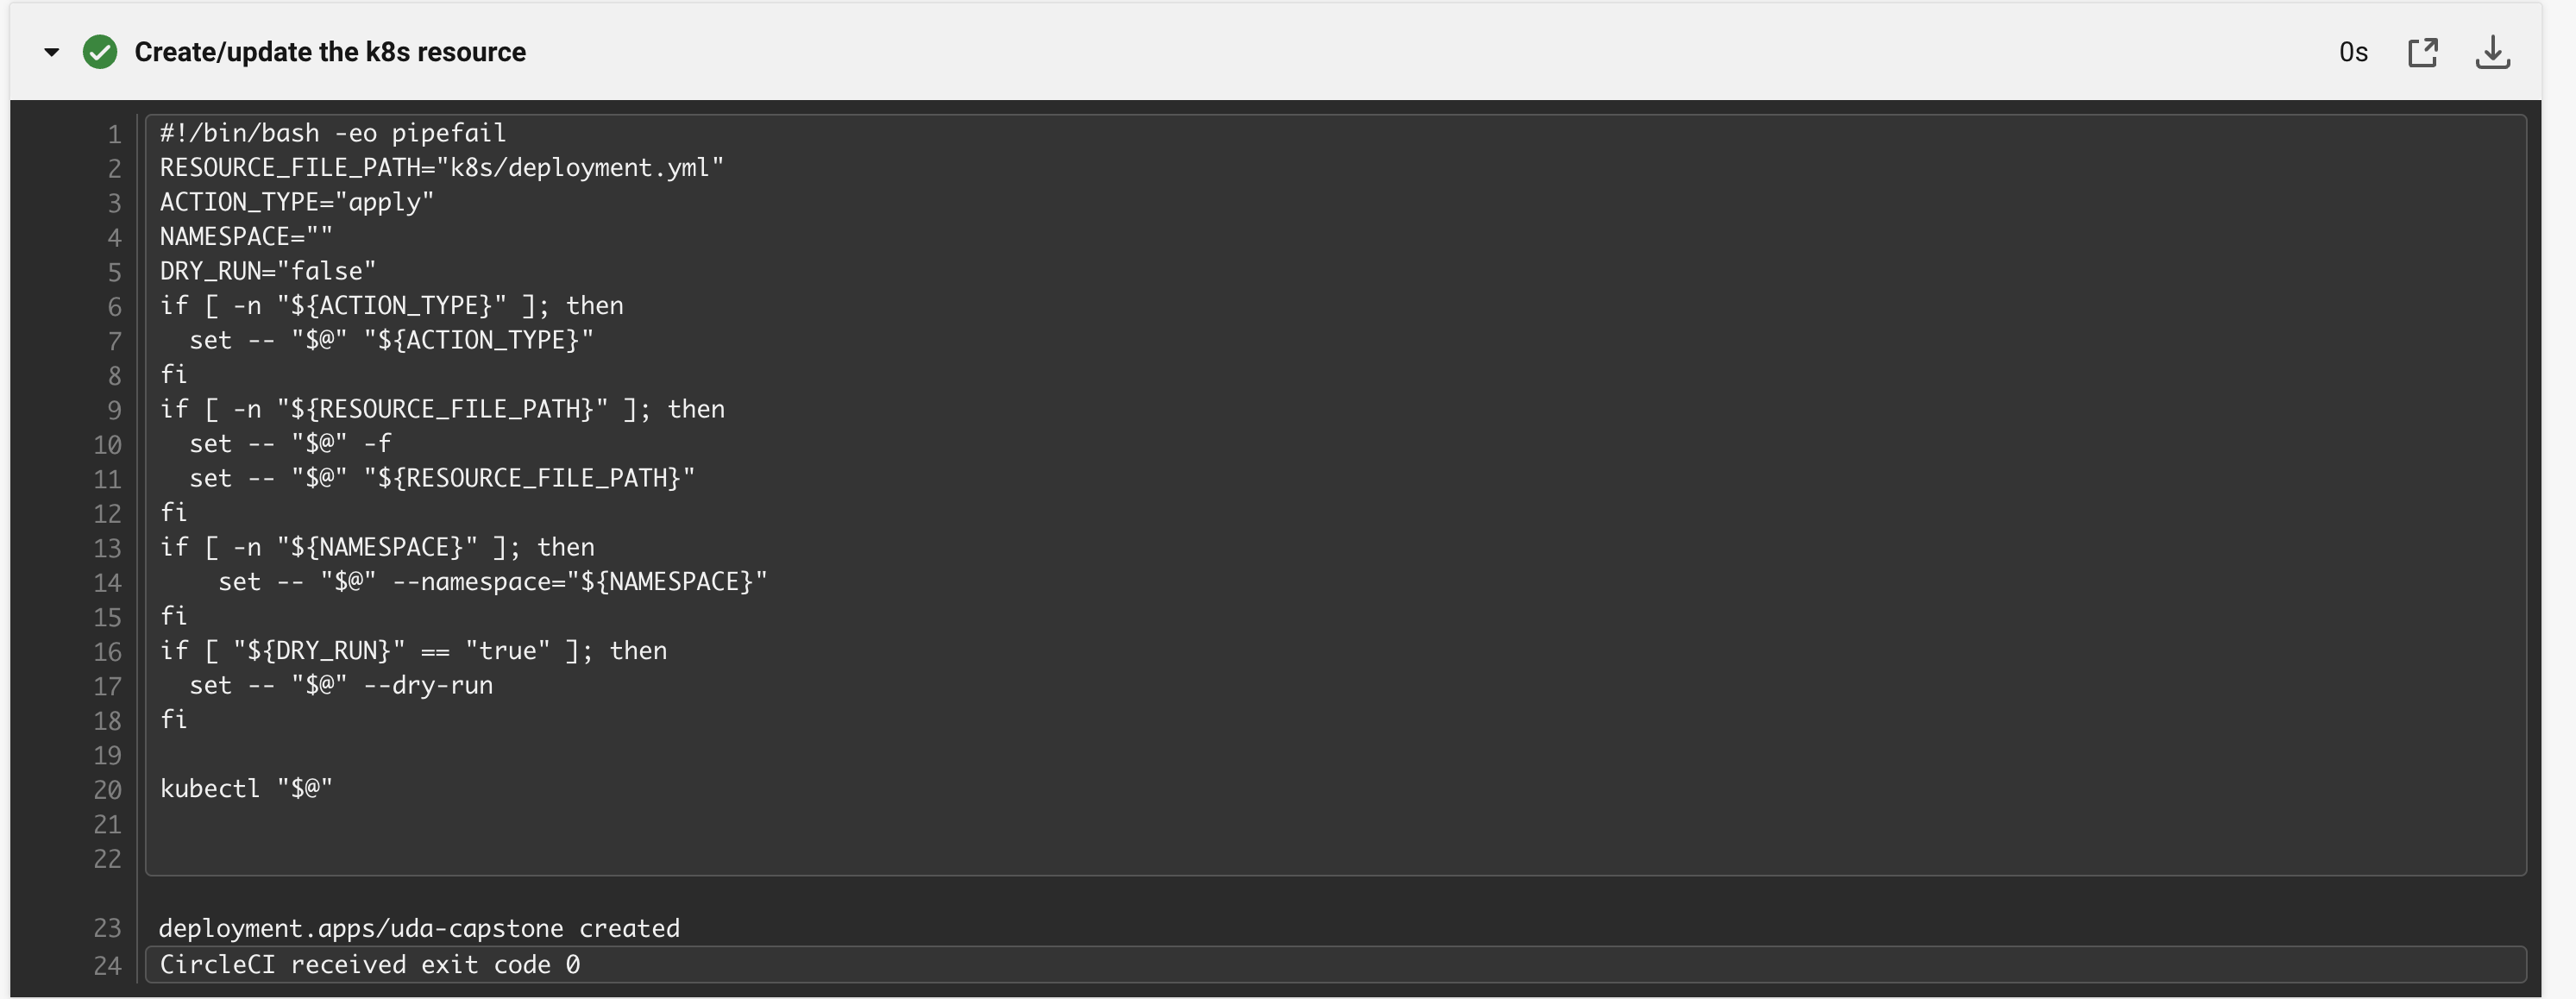 Create/update the k8s resource
0s
1 #!/bin/bash -eo pipefail
2 RESOURCE_FILE_PATH="k8s/deployment.yml"
3 ACTION_TYPE="apply"
4 NAMESPACE=""
5 DRY_RUN="false"
6 if [ -n "${ACTION_TYPE}" ]; then
7   set -- "$@" "${ACTION_TYPE}"
8 fi
9 if [ -n "${RESOURCE_FILE_PATH}" ]; then
10   set -- "$@" -f
11   set -- "$@" "${RESOURCE_FILE_PATH}"
12 fi
13 if [ -n "${NAMESPACE}" ]; then
14     set -- "$@" --namespace="${NAMESPACE}"
15 fi
16 if [ "${DRY_RUN}" == "true" ]; then
17   set -- "$@" --dry-run
18 fi
19
20 kubectl "$@"
21
22
23 deployment.apps/uda-capstone created
24 CircleCI received exit code 0